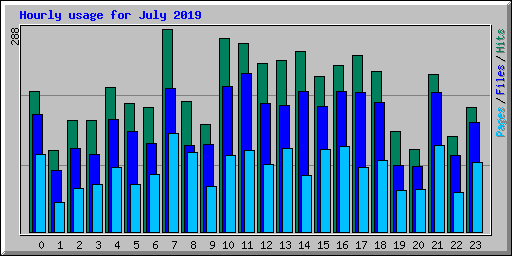 Hourly usage for July 2019
288
Pages / Files / Hits
0 1 2 3 4 5 6 7 8 9 10 11 12 13 14 15 16 17 18 19 20 21 22 23